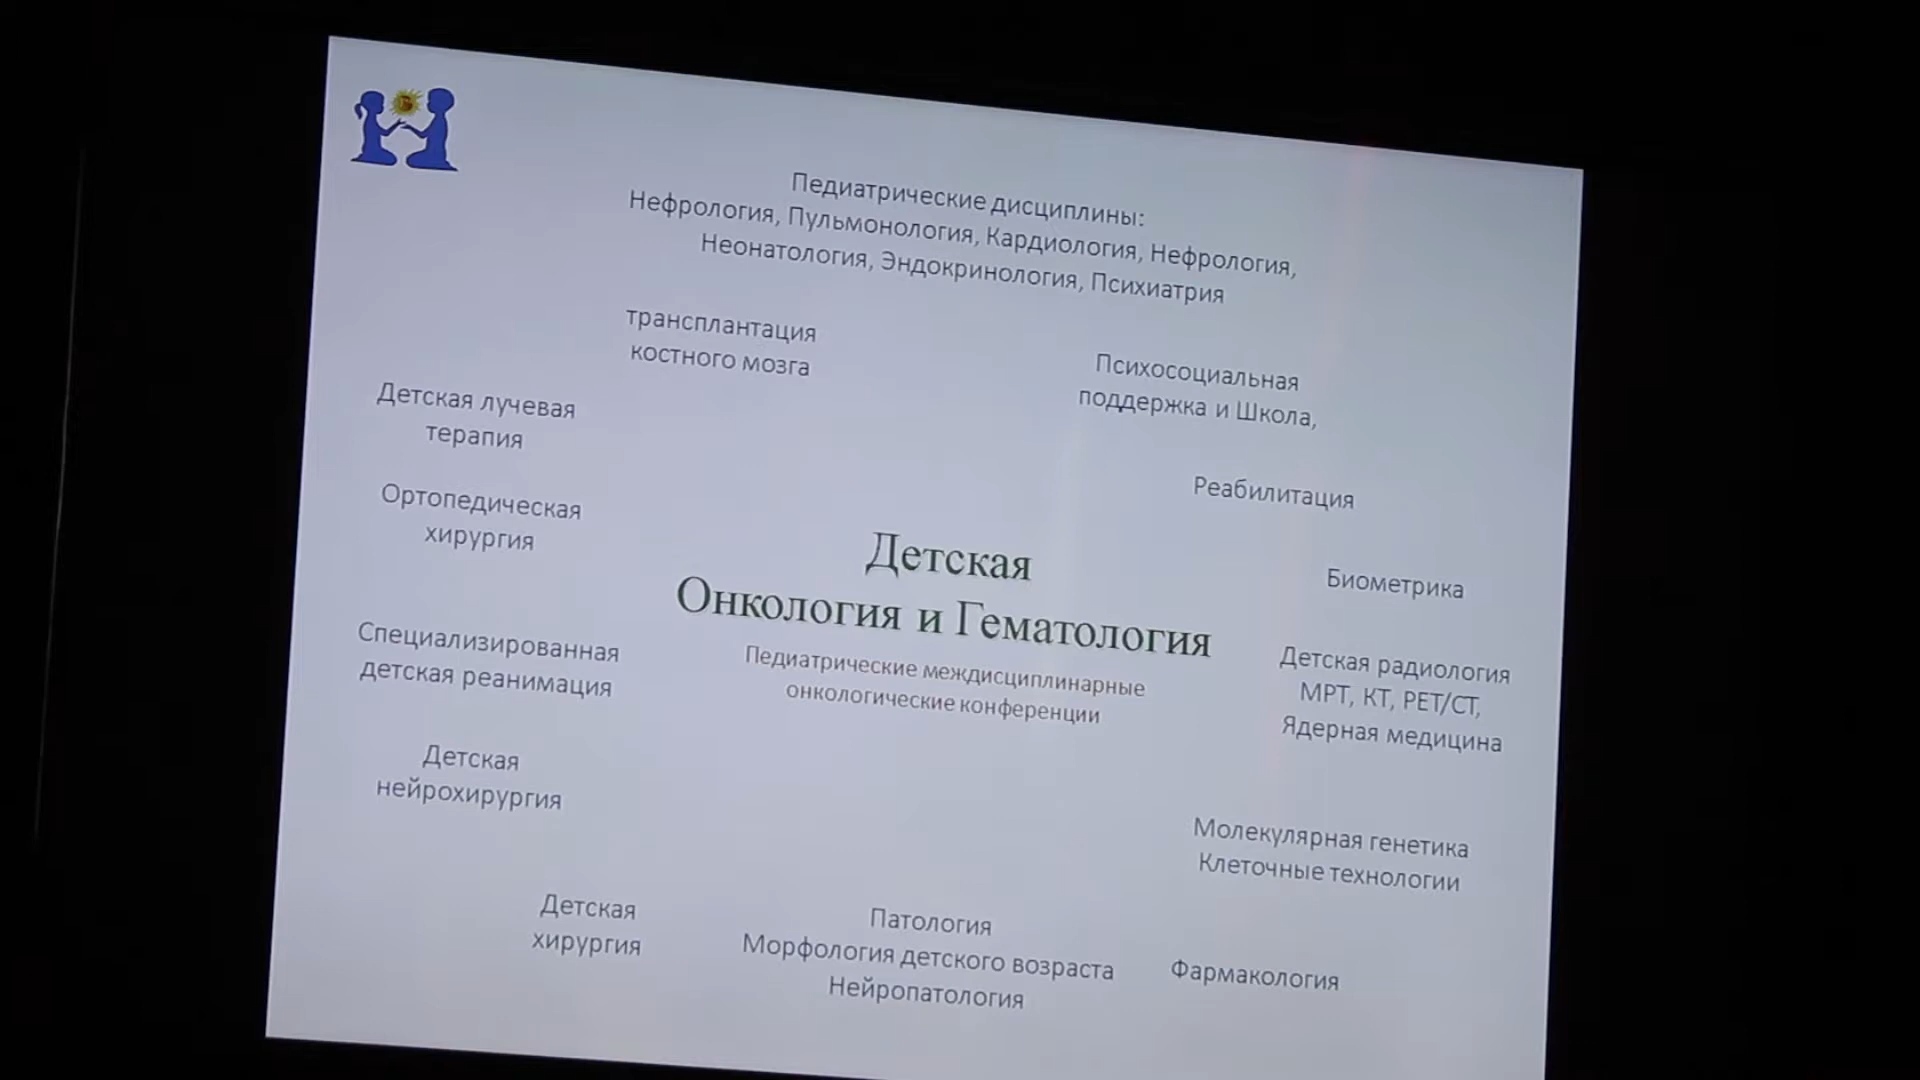 Педиатрические дисциплины:
Нефрология, Пульмонология, Кардиология, Нефрология,
Неонатология, Эндокринология, Психиатрия
трансплантация
костного мозга
Психосоциальная
поддержка и Школа,
Детская лучевая
терапия
Реабилитация
Ортопедическая
хирургия
Детская
Онкология и Гематология
Педиатрические междисциплинарные
онкологические конференции
Биометрика
Специализированная
детская реанимация
Детская радиология
МРТ, КТ, PET/CT,
Ядерная медицина
Детская
нейрохирургия
Молекулярная генетика
Клеточные технологии
Детская
хирургия
Патология
Морфология детского возраста
Нейропатология
Фармакология